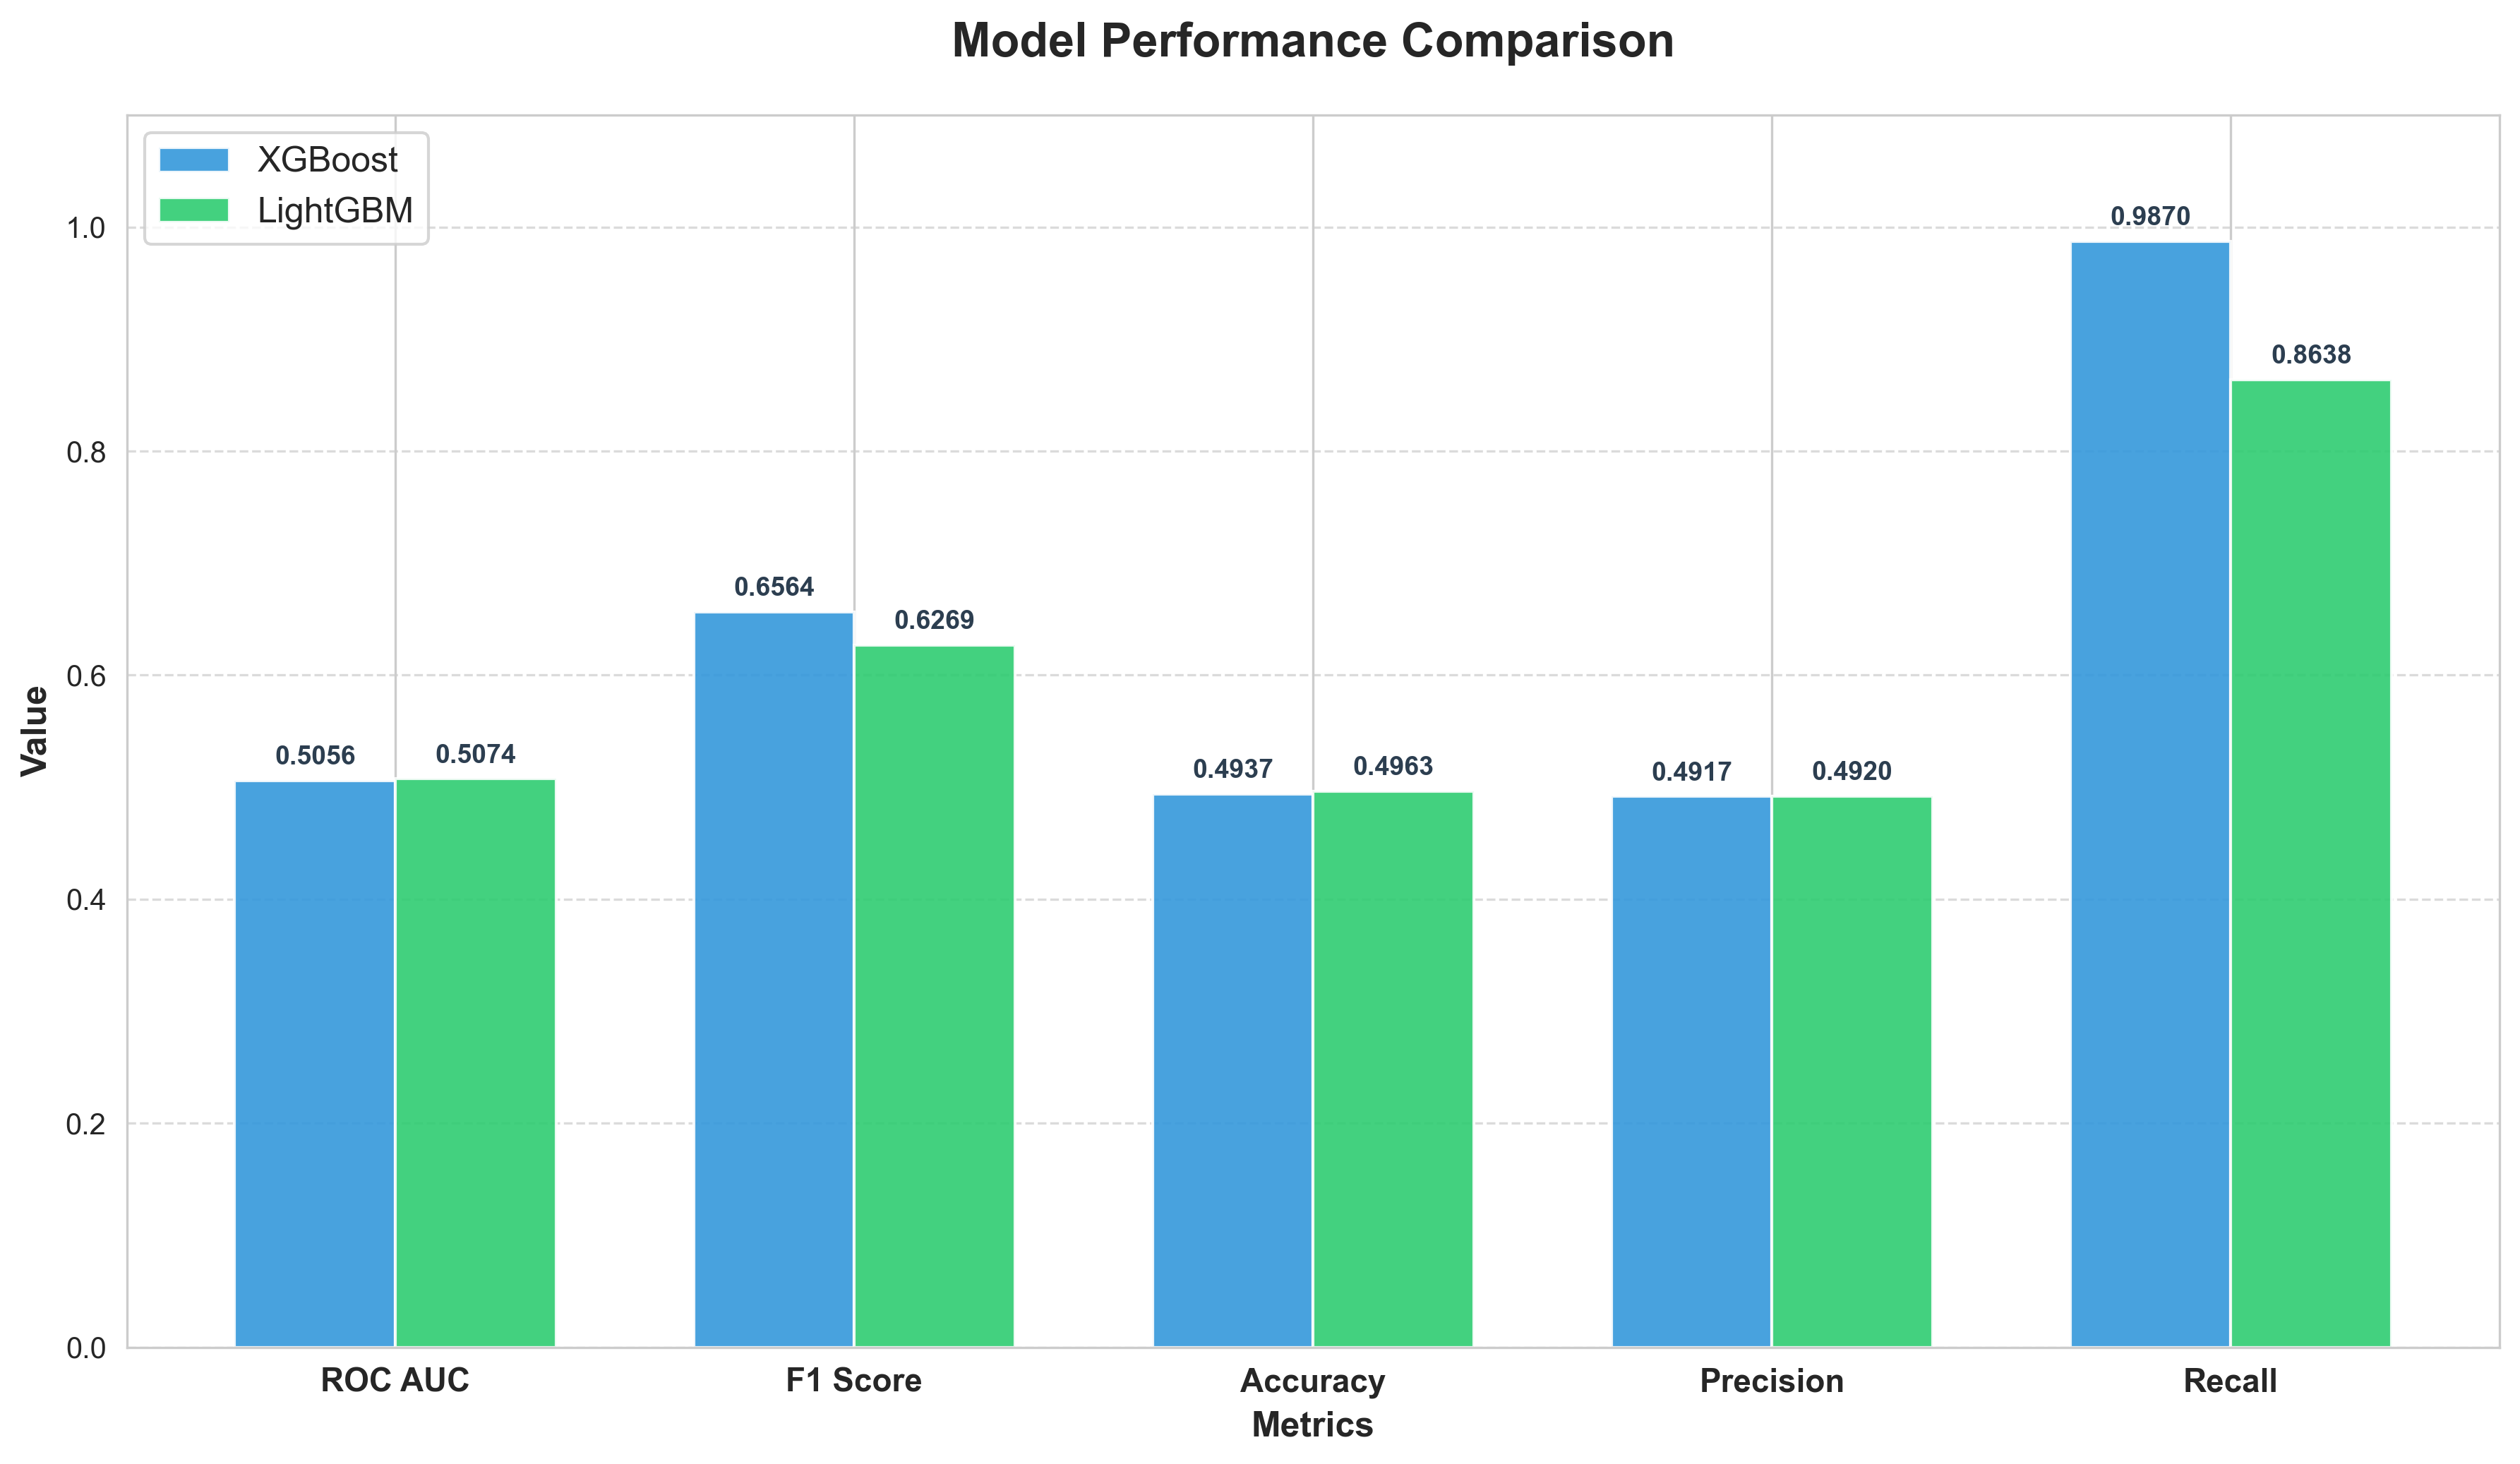 Model Performance Comparison
XGBoost
LightGBM
Value
1.0
0.8
0.6
0.4
0.2
0.0
0.5056
0.5074
0.6564
0.6269
0.4937
0.4963
0.4917
0.4920
0.9870
0.8638
ROC AUC
F1 Score
Accuracy
Precision
Recall
Metrics